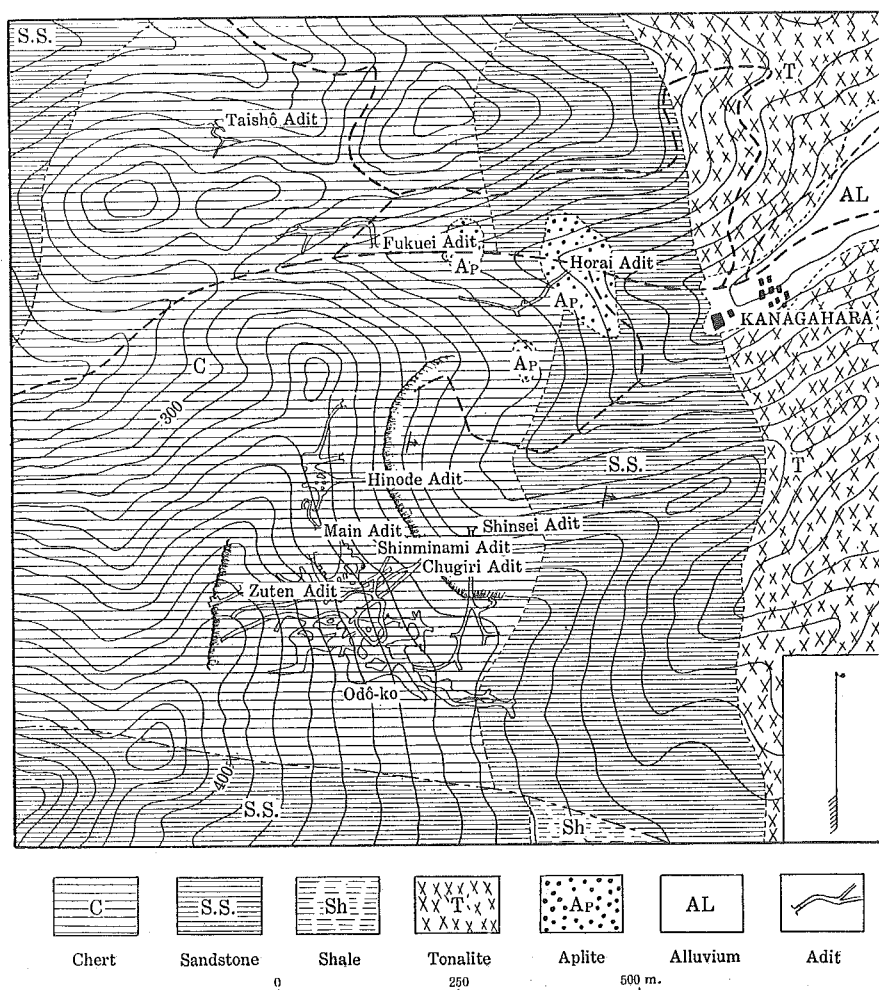 S.S.
T
Taishô Adit
AL
Fukuei Adit
Ap
Horai Adit
Ap
KANAGAHARA
C
Ap
300
S.S.
T
Hinode Adit
Main Adit
Shinsei Adit
Shinminami Adit
Chugiri Adit
Zuten Adit
Odô-ko
400
S.S.
Sh
C S.S. Sh T Ap AL
Chert Sandstone Shale Tonalite Aplite Alluvium Adit
0 250 500 m.